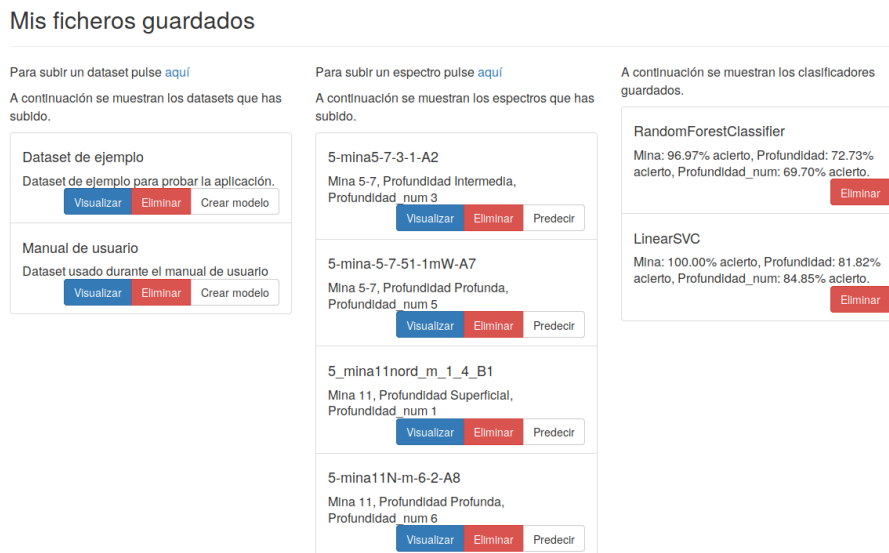 Mis ficheros guardados
Para subir un dataset pulse aquí
A continuación se muestran los datasets que has
subido.
Dataset de ejemplo
Dataset de ejemplo para probar la aplicación.
Visualizar Eliminar Crear modelo
Manual de usuario
Dataset usado durante el manual de usuario
Visualizar Eliminar Crear modelo
Para subir un espectro pulse aquí
A continuación se muestran los espectros que has
subido.
5-mina5-7-3-1-A2
Mina 5-7, Profundidad Intermedia,
Profundidad_num 3
Visualizar Eliminar Predecir
5-mina-5-7-51-1mW-A7
Mina 5-7, Profundidad Profunda,
Profundidad_num 5
Visualizar Eliminar Predecir
5_mina11nord_m_1_4_B1
Mina 11, Profundidad Superficial,
Profundidad_num 1
Visualizar Eliminar Predecir
5-mina11N-m-6-2-A8
Mina 11, Profundidad Profunda,
Profundidad_num 6
Visualizar Eliminar Predecir
A continuación se muestran los clasificadores
guardados.
RandomForestClassifier
Mina: 96.97% acierto, Profundidad: 72.73%
acierto, Profundidad_num: 69.70% acierto.
Eliminar
LinearSVC
Mina: 100.00% acierto, Profundidad: 81.82%
acierto, Profundidad_num: 84.85% acierto.
Eliminar